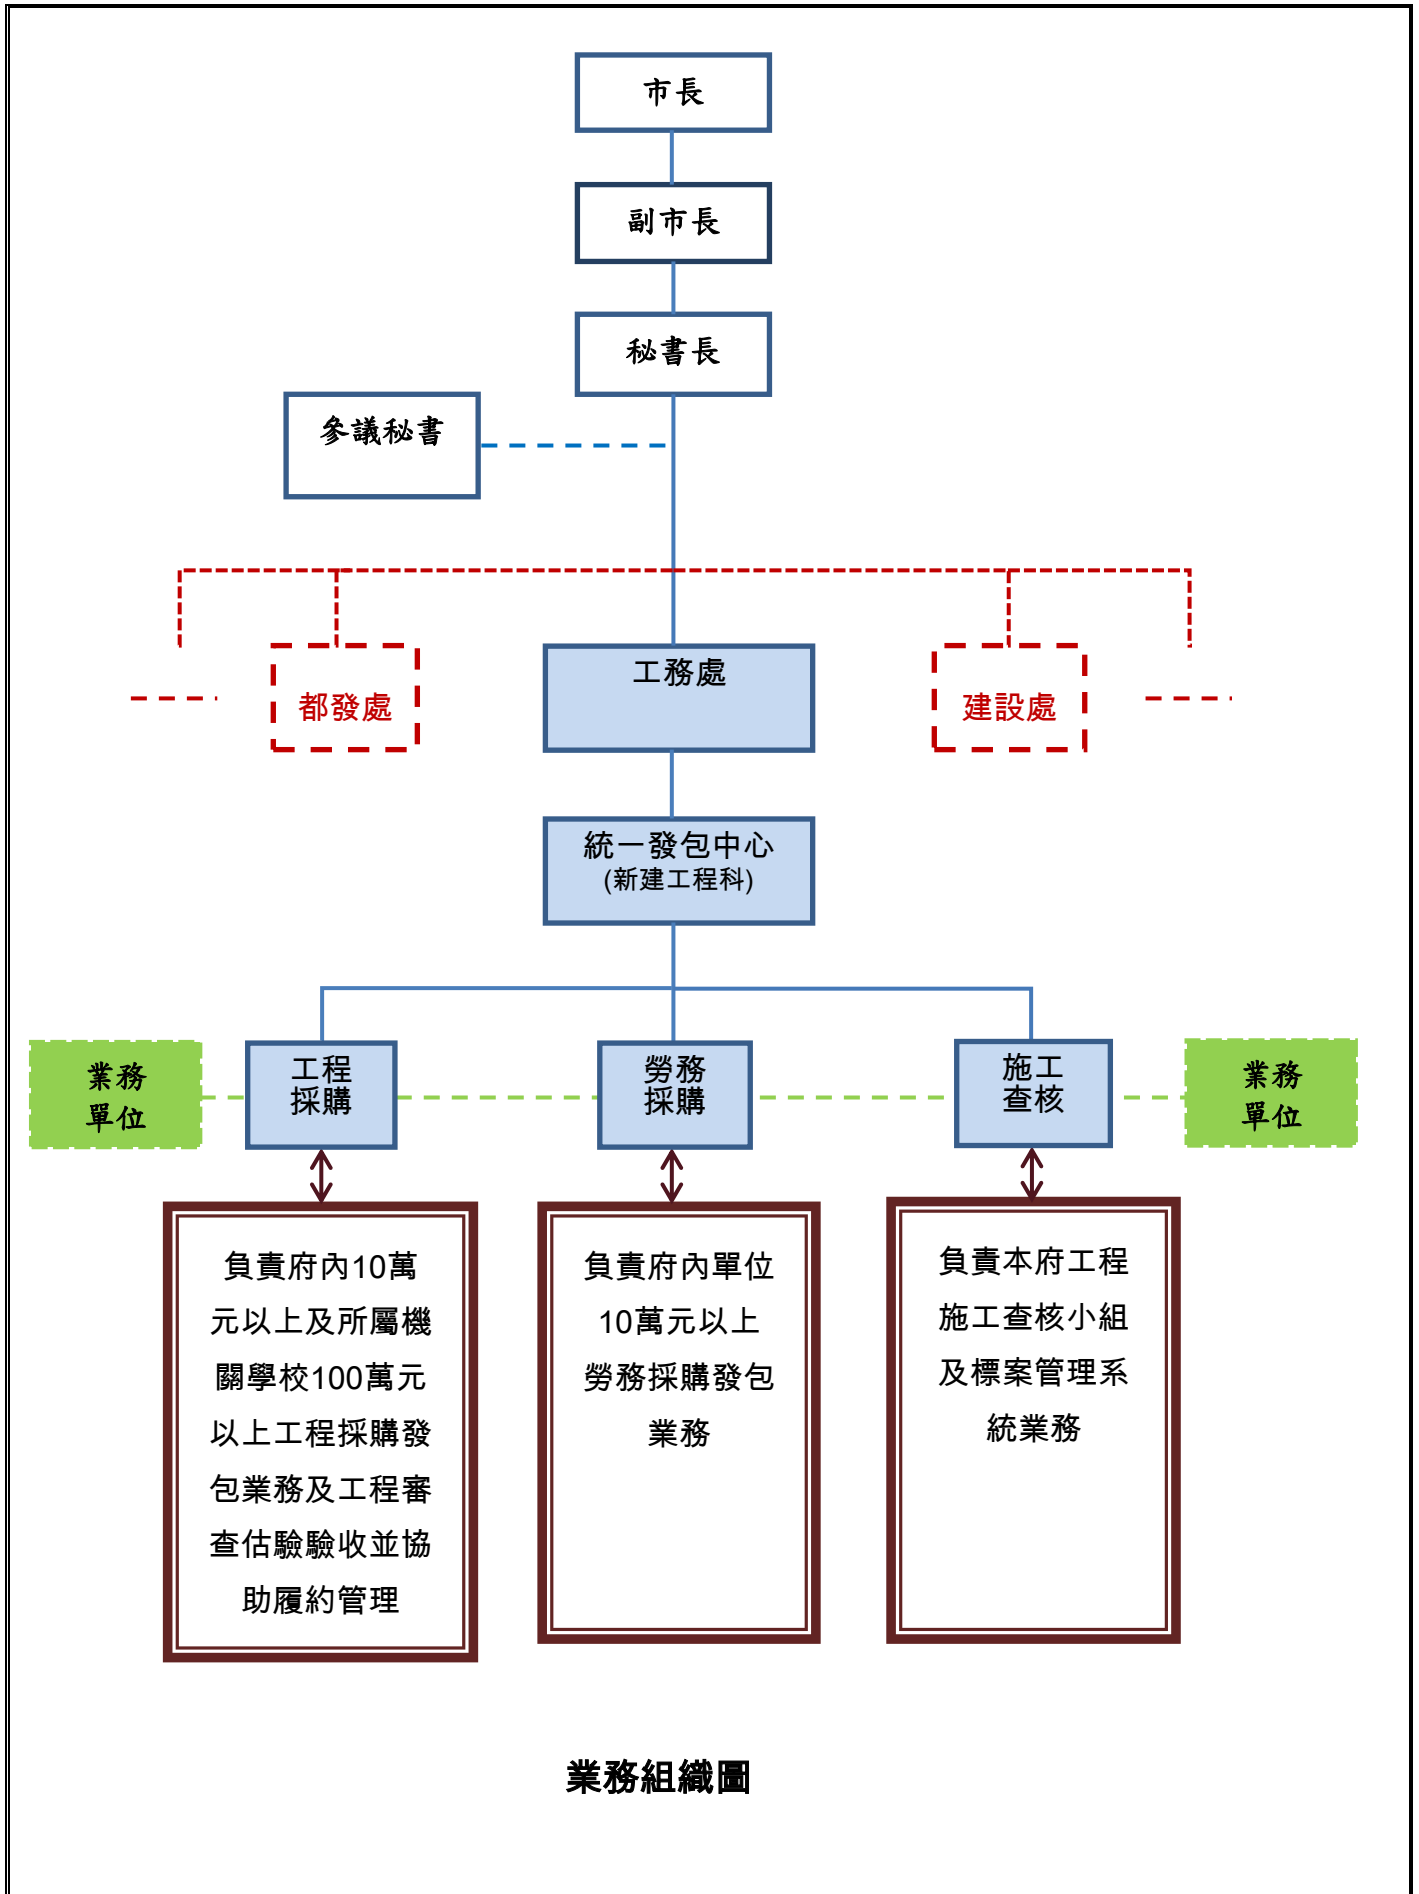 市長
副市長
秘書長
參議秘書
都發處
工務處
建設處
統一發包中心
(新建工程科)
業務
單位
工程
採購
勞務
採購
施工
查核
業務
單位
負責府內10萬
元以上及所屬機
關學校100萬元
以上工程採購發
包業務及工程審
查估驗驗收並協
助履約管理
負責府內單位
10萬元以上
勞務採購發包
業務
負責本府工程
施工查核小組
及標案管理系
統業務
業務組織圖